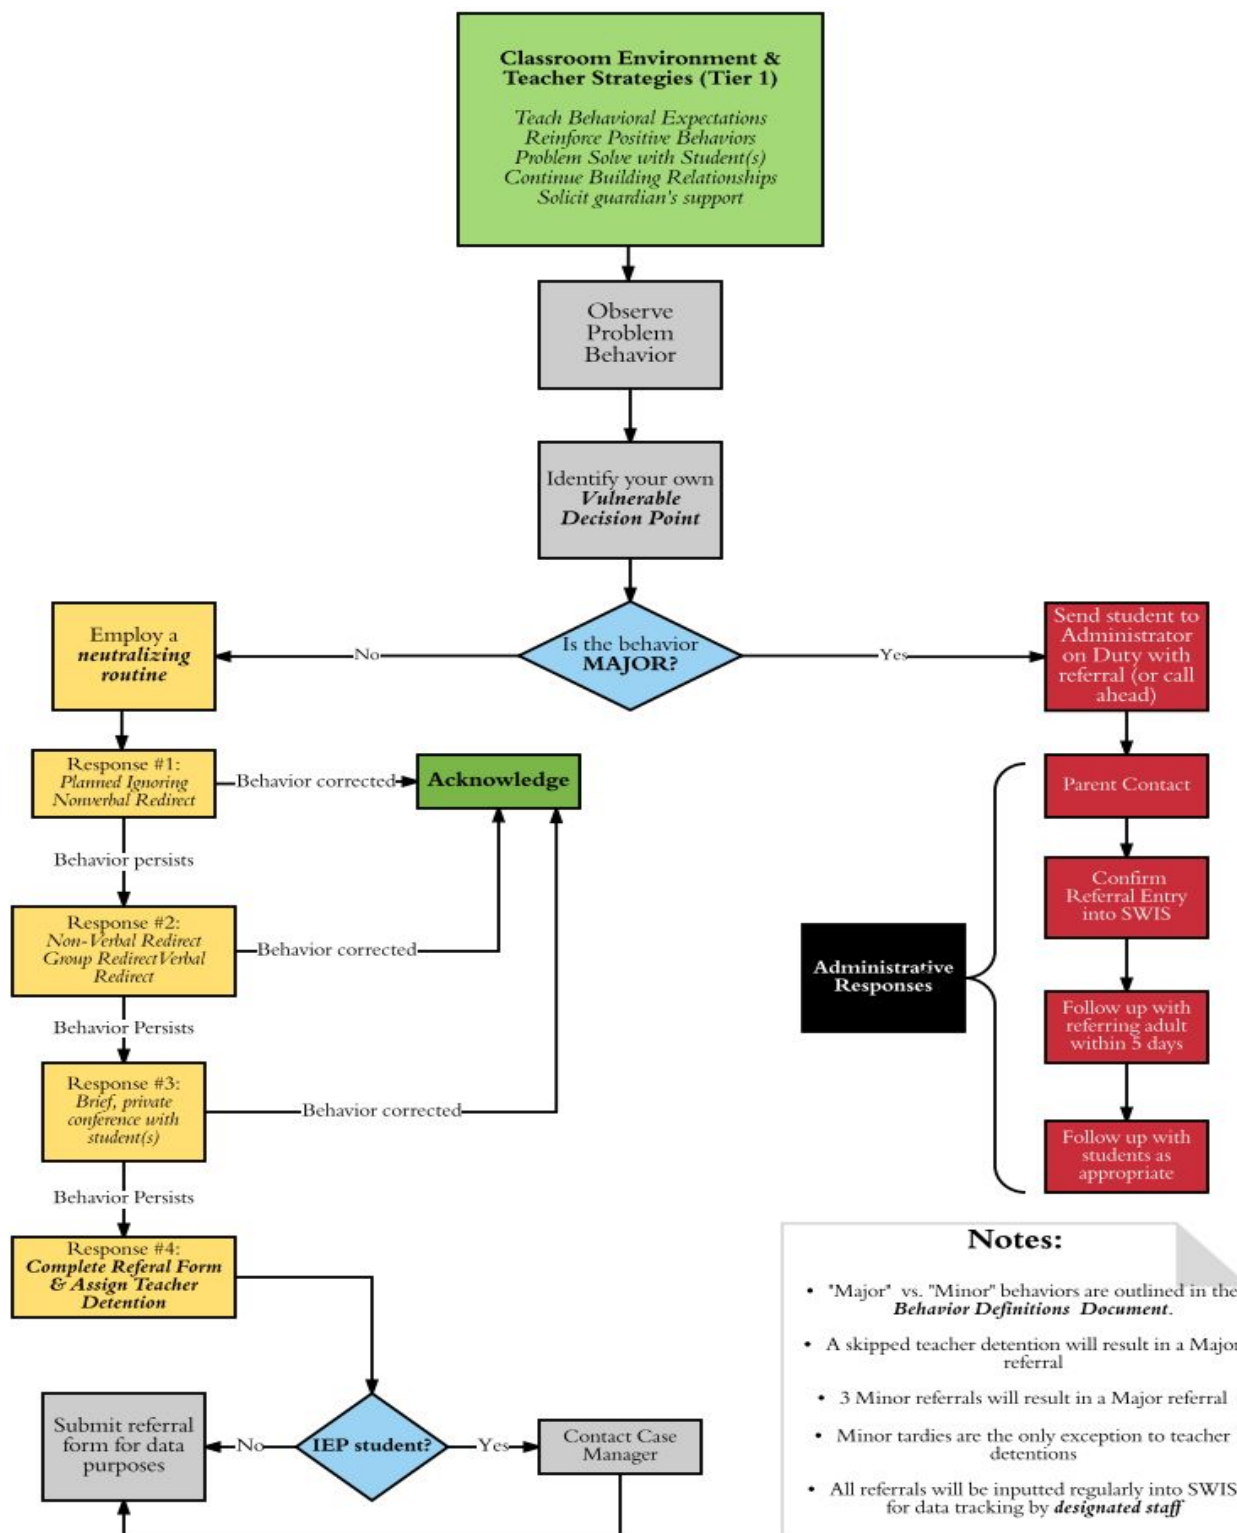 Classroom Environment &
Teacher Strategies (Tier 1)
Teach Behavioral Expectations
Reinforce Positive Behaviors
Problem Solve with Student(s)
Continue Building Relationships
Solicit guardian's support
Observe
Problem
Behavior
Identify your own
Vulnerable
Decision Point
Is the behavior
MAJOR?
No
Yes
Employ a
neutralizing
routine
Send student to
Administrator
on Duty with
referral (or call
ahead)
Response #1:
Planned Ignoring
Nonverbal Redirect
Behavior corrected
Acknowledge
Parent Contact
Behavior persists
Confirm
Referral Entry
into SWIS
Response #2:
Non-Verbal Redirect
Group RedirectVerbal
Redirect
Behavior corrected
Administrative
Responses
Behavior Persists
Follow up with
referring adult
within 5 days
Response #3:
Brief, private
conference with
student(s)
Behavior corrected
Follow up with
students as
appropriate
Behavior Persists
Response #4:
Complete Referal Form
& Assign Teacher
Detention
IEP student?
No
Yes
Submit referral
form for data
purposes
Contact Case
Manager
Notes:
• "Major" vs. "Minor" behaviors are outlined in the
Behavior Definitions Document.
• A skipped teacher detention will result in a Major
referral
• 3 Minor referrals will result in a Major referral
• Minor tardies are the only exception to teacher
detentions
• All referrals will be inputted regularly into SWIS
for data tracking by designated staff